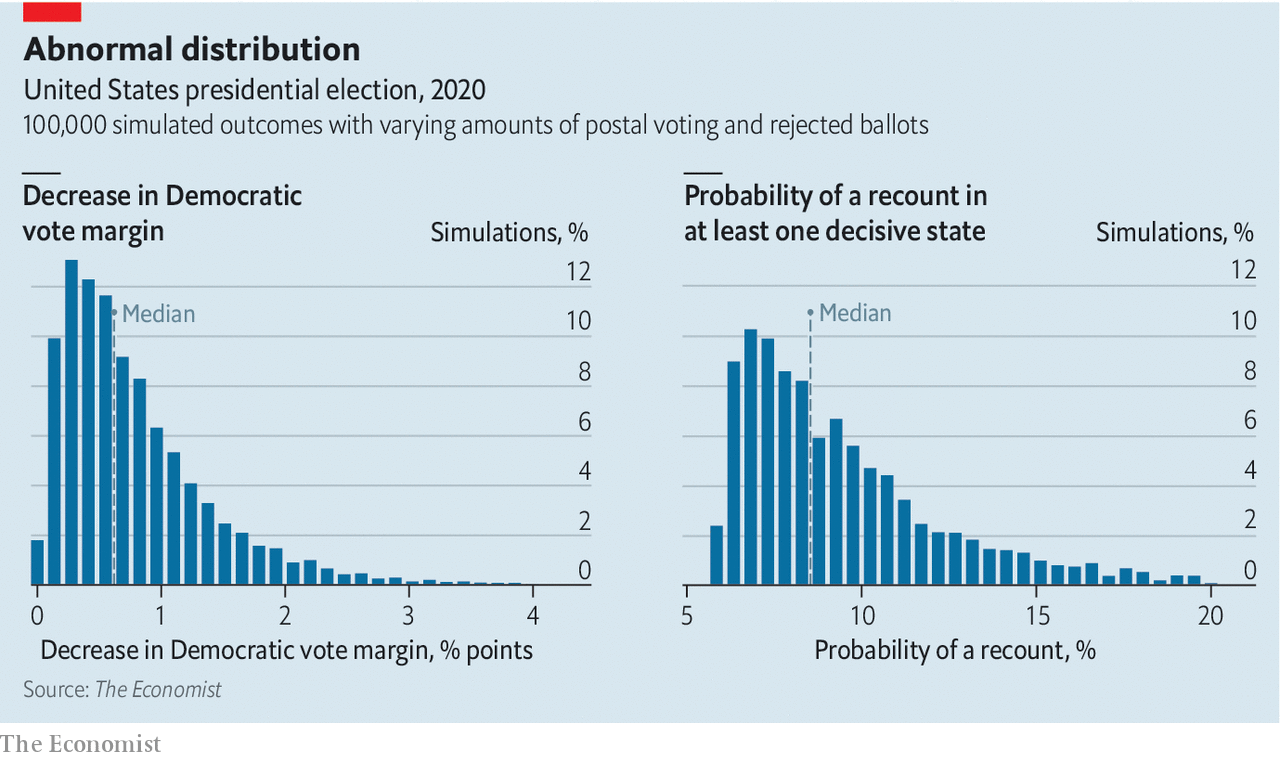 Abnormal distribution
United States presidential election, 2020
100,000 simulated outcomes with varying amounts of postal voting and rejected ballots
Decrease in Democratic
vote margin
Simulations, %
12
Median
10
8
6
4
2
0
0 1 2 3 4
Decrease in Democratic vote margin, % points
Probability of a recount in
at least one decisive state
Simulations, %
12
Median
10
8
6
4
2
0
5 10 15 20
Probability of a recount, %
Source: The Economist
The Economist